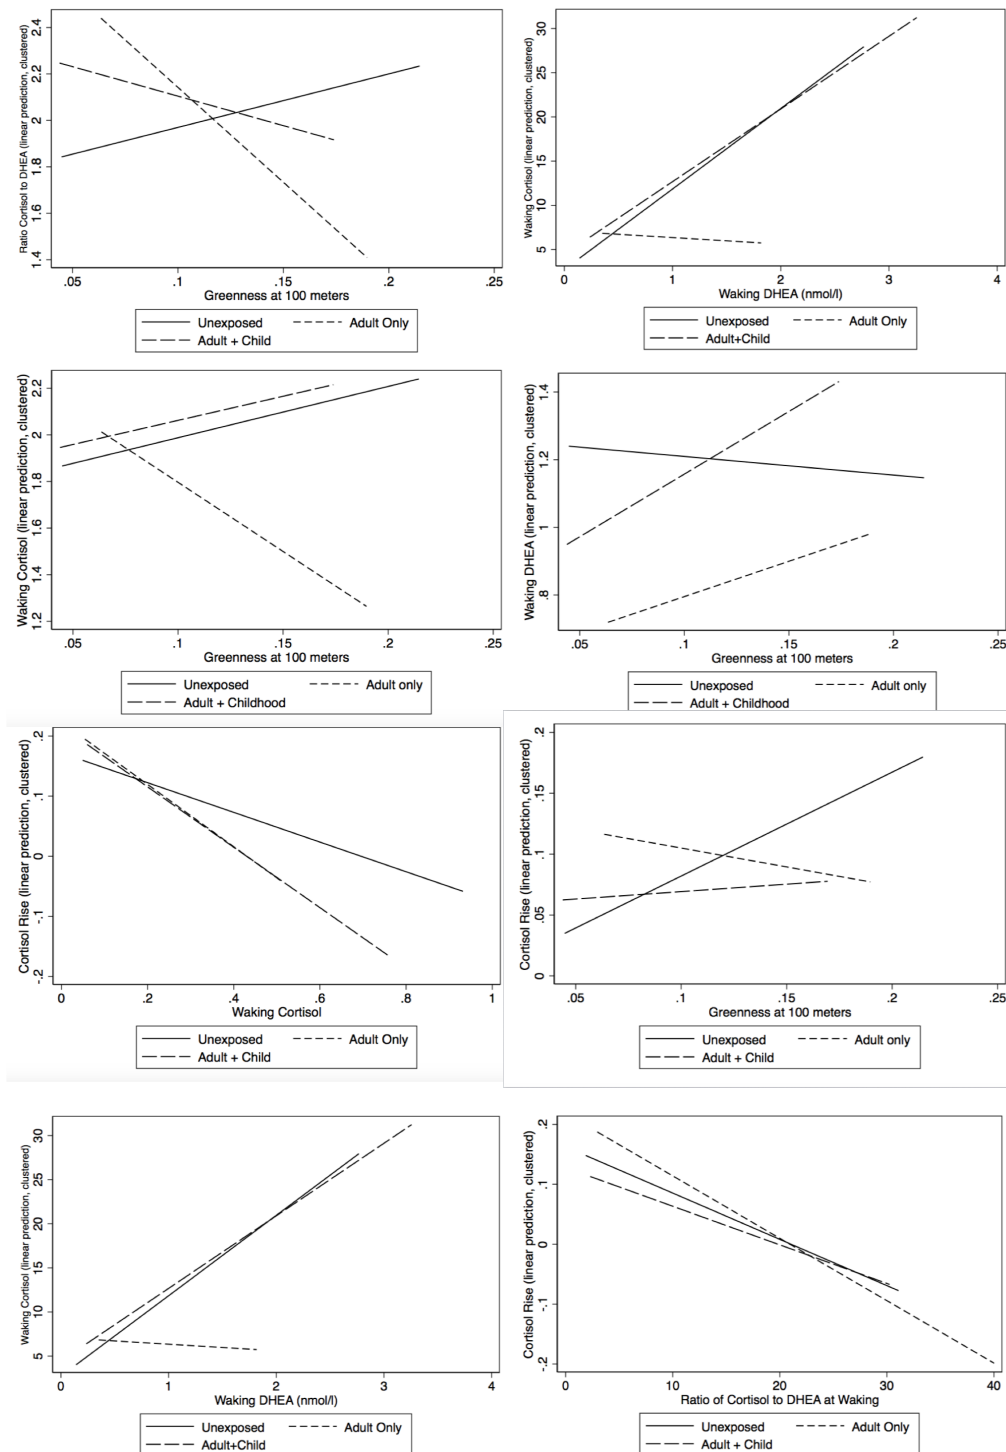 Ratio Cortisol to DHEA (linear prediction, clustered)
2.4
2.2
2
1.8
1.6
1.4
.05 .1 .15 .2 .25
Greenness at 100 meters
Unexposed Adult Only
Adult + Child
Waking Cortisol (linear prediction, clustered)
30
25
20
15
10
5
0 1 2 3 4
Waking DHEA (nmol/l)
Unexposed Adult Only
Adult+Child
Waking Cortisol (linear prediction, clustered)
2.2
2
1.8
1.6
1.4
1.2
.05 .1 .15 .2 .25
Greenness at 100 meters
Unexposed Adult only
Adult + Childhood
Waking DHEA (linear prediction, clustered)
1.4
1.2
1
.8
.05 .1 .15 .2 .25
Greenness at 100 meters
Unexposed Adult only
Adult + Childhood
Cortisol Rise (linear prediction, clustered)
.2
.1
0
-.1
-.2
0 .2 .4 .6 .8 1
Waking Cortisol
Unexposed Adult Only
Adult + Child
Cortisol Rise (linear prediction, clustered)
.2
.15
.1
.05
0
.05 .1 .15 .2 .25
Greenness at 100 meters
Unexposed Adult only
Adult + Child
Waking Cortisol (linear prediction, clustered)
30
25
20
15
10
5
0 1 2 3 4
Waking DHEA (nmol/l)
Unexposed Adult Only
Adult+Child
Cortisol Rise (linear prediction, clustered)
.2
.1
0
-.1
-.2
0 10 20 30 40
Ratio of Cortisol to DHEA at Waking
Unexposed Adult Only
Adult + Child